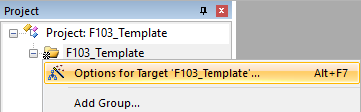 Project
Project: F103_Template
F103_Template
Options for Target 'F103_Template'... Alt+F7
Add Group...